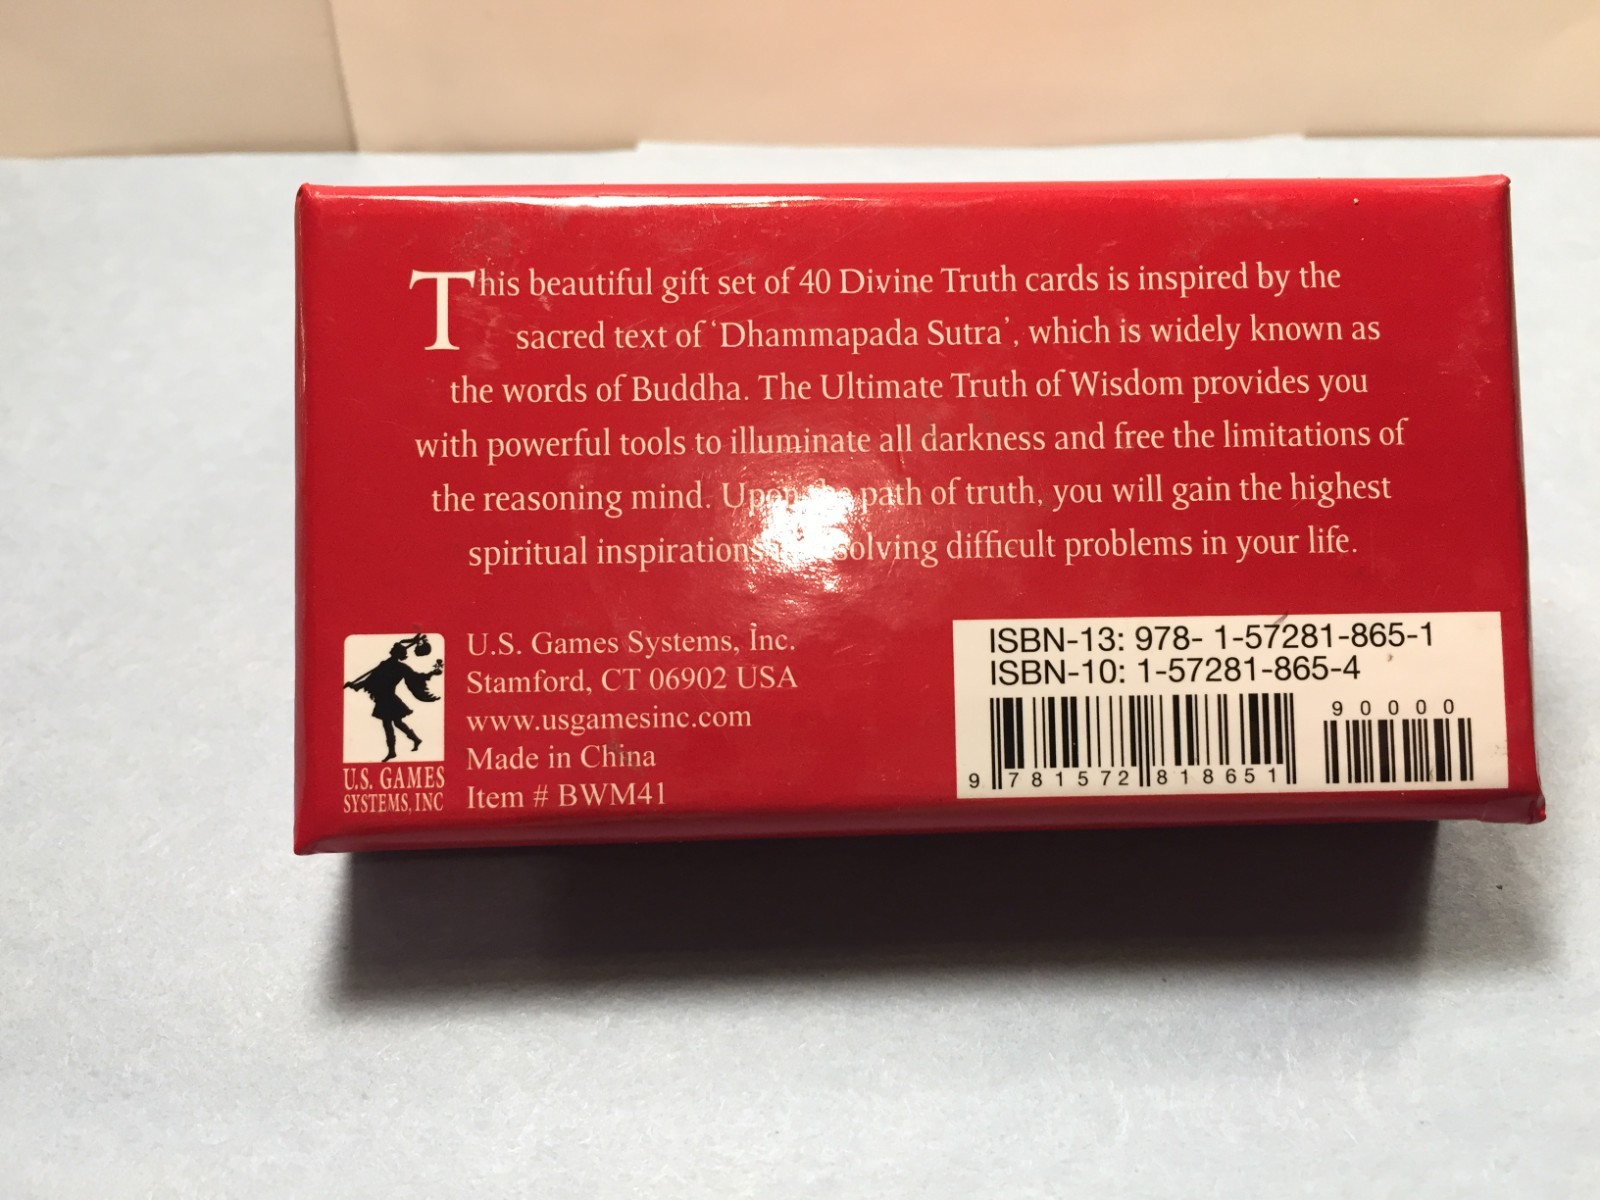 This beautiful gift set of 40 Divine Truth cards is inspired by the
sacred text of ‘Dhammapada Sutra’, which is widely known as
the words of Buddha. The Ultimate Truth of Wisdom provides you
with powerful tools to illuminate all darkness and free the limitations of
the reasoning mind. Upon the path of truth, you will gain the highest
spiritual inspirations solving difficult problems in your life.
U.S. Games Systems, Inc.
Stamford, CT 06902 USA
www.usgamesinc.com
Made in China
Item # BWM41
U.S. GAMES
SYSTEMS, INC
ISBN-13: 978- 1-57281-865-1
ISBN-10: 1-57281-865-4
90000
9 781572 818651